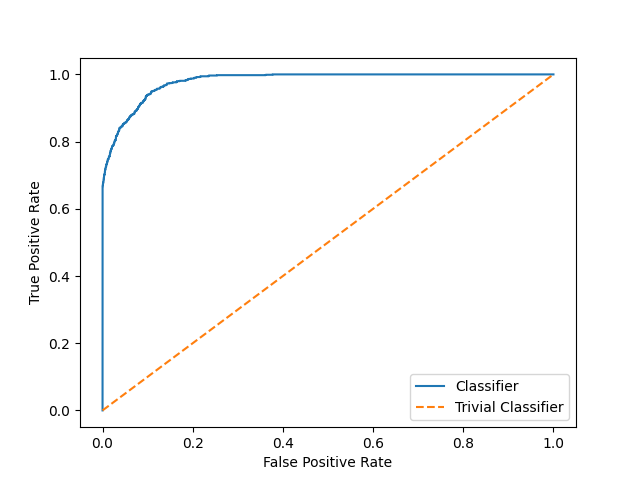 1.0
0.8
0.6
0.4
0.2
0.0
True Positive Rate
Classifier
Trivial Classifier
0.0 0.2 0.4 0.6 0.8 1.0
False Positive Rate